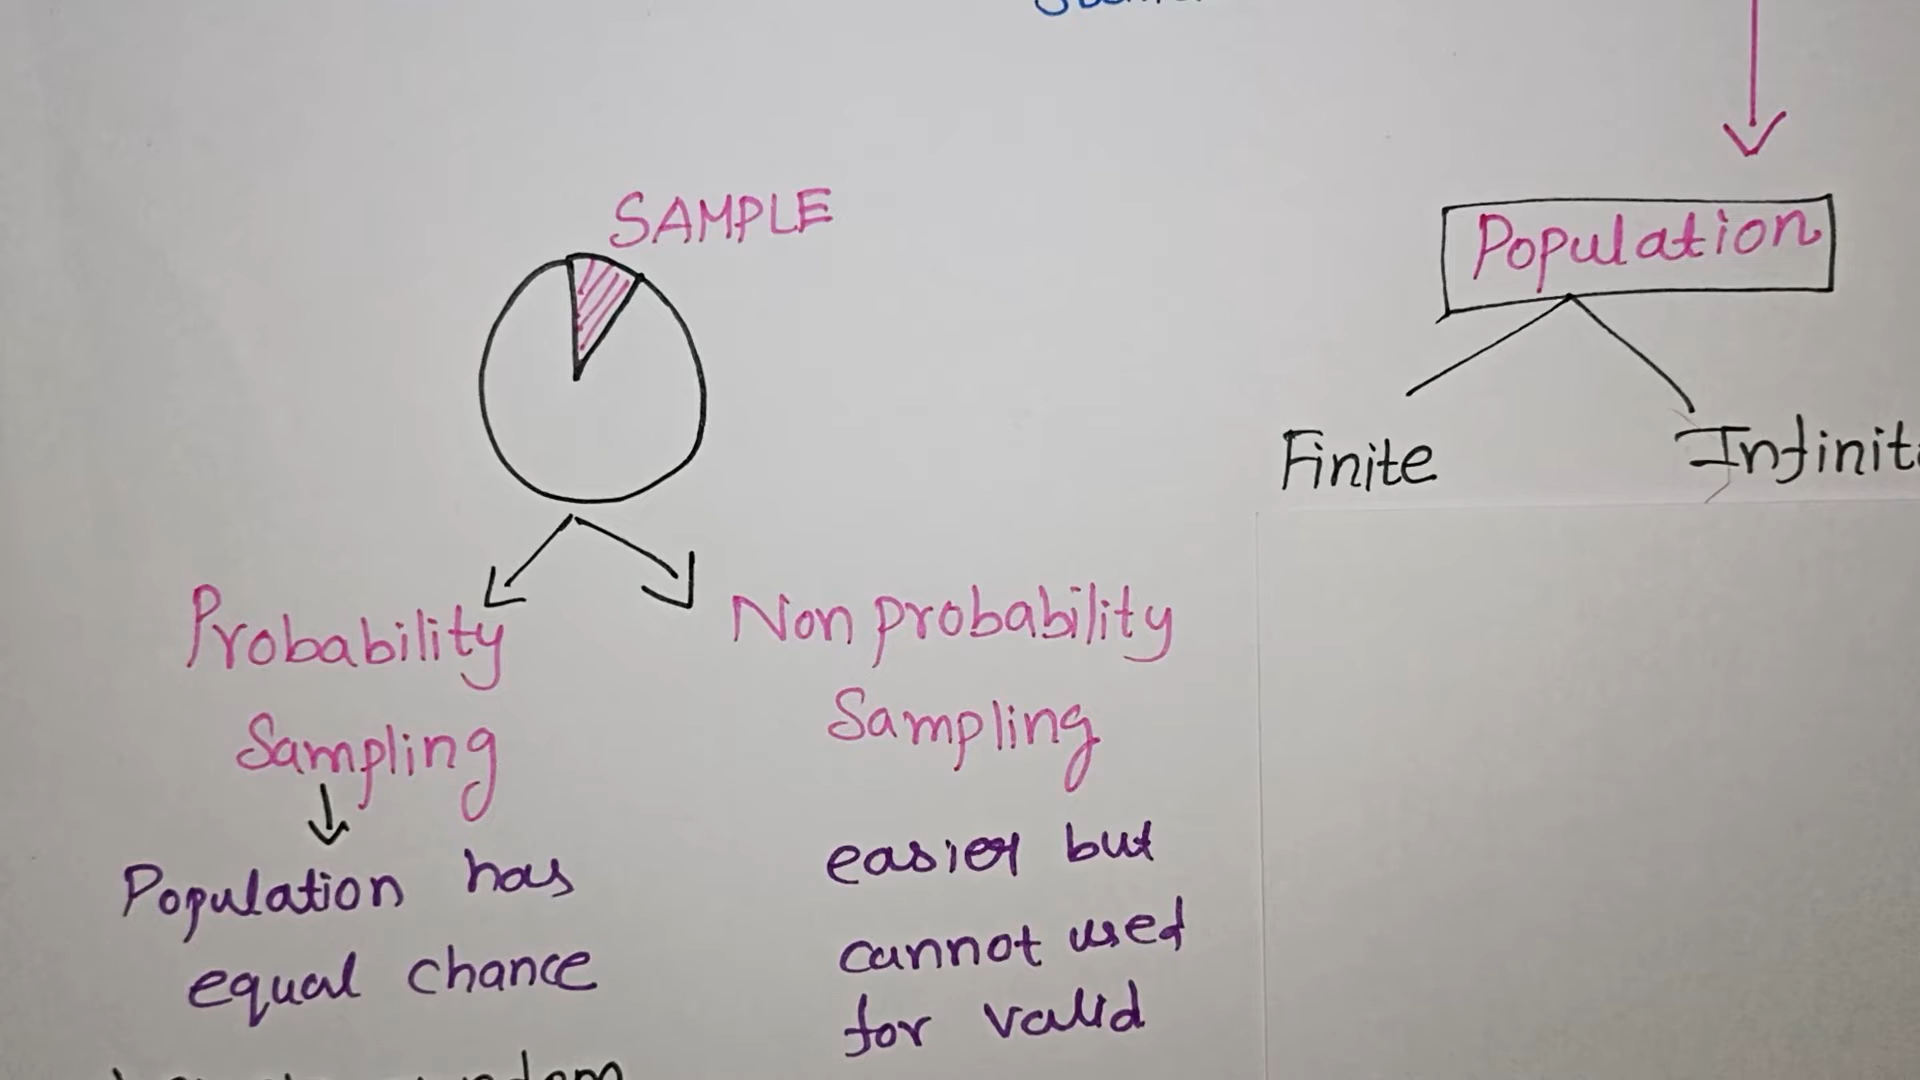 SAMPLE
Population
Finite
Probability
Sampling
Population has
equal chance
Non probability
Sampling
easier but
cannot used
for valid